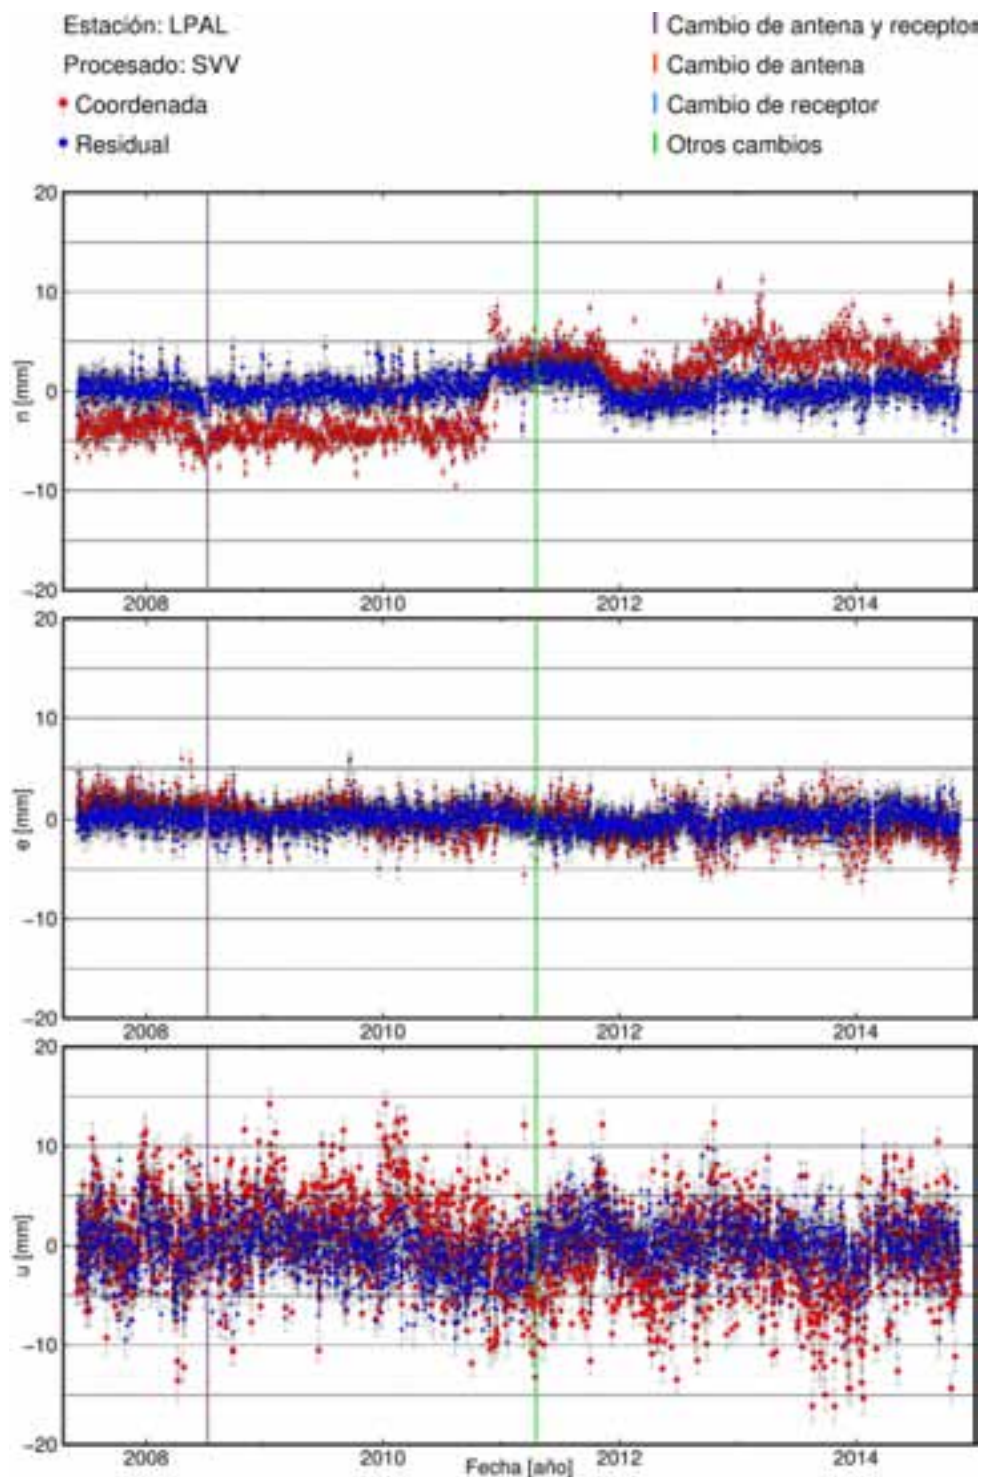 Estación: LPAL
Procesado: SVV
Coordenada
Residual
Cambio de antena y receptor
Cambio de antena
Cambio de receptor
Otros cambios
20
10
0
−10
−20
n [mm]
2008
2010
2012
2014
20
10
0
−10
−20
e [mm]
2008
2010
2012
2014
20
10
0
−10
−20
u [mm]
2008
2010
2012
2014
Fecha [año]